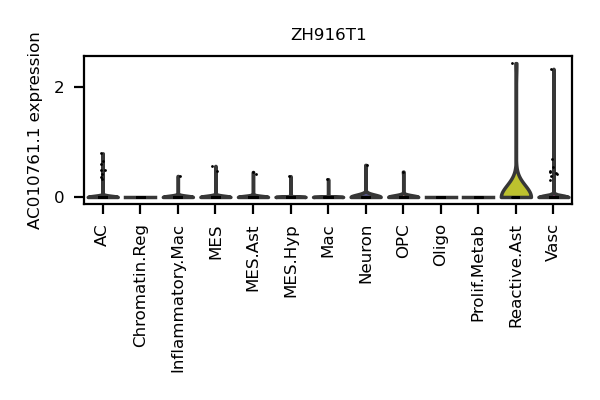 ZH916T1
AC010761.1 expression
2
0
AC
Chromatin.Reg
Inflammatory.Mac
MES
MES.Ast
MES.Hyp
Mac
Neuron
OPC
Oligo
Prolif.Metab
Reactive.Ast
Vasc